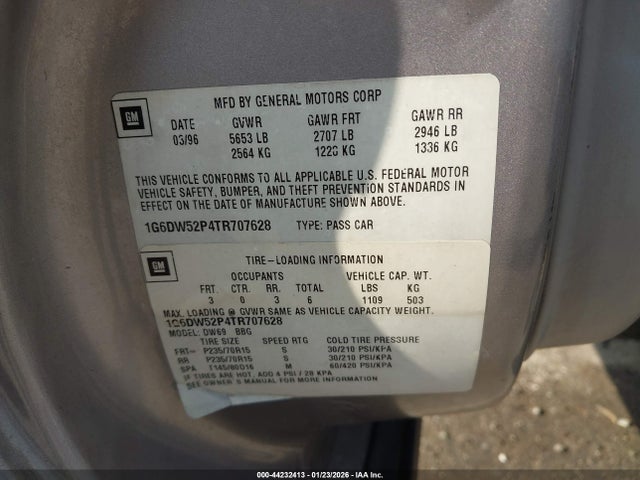 MFD BY GENERAL MOTORS CORP
GM
DATE GVWR GAWR FRT GAWR RR
03/96 5653 LB 2707 LB 2946 LB
2564 KG 1228 KG 1336 KG
THIS VEHICLE CONFORMS TO ALL APPLICABLE U.S. FEDERAL MOTOR
VEHICLE SAFETY, BUMPER, AND THEFT PREVENTION STANDARDS IN
EFFECT ON THE DATE OF MANUFACTURE SHOWN ABOVE.
1G6DW52P4TR707628 TYPE: PASS CAR
GM
TIRE-LOADING INFORMATION
OCCUPANTS VEHICLE CAP. WT.
FRT. CTR. RR. TOTAL LBS KG
3 0 3 6 1109 503
MAX. LOADING @ GVWR SAME AS VEHICLE CAPACITY WEIGHT.
1G6DW52P4TR707628
MODEL: DW69 BBG
TIRE SIZE SPEED RTG COLD TIRE PRESSURE
FRT- P235/70R15 S 30/210 PSI/KPA
RR P235/70R15 S 30/210 PSI/KPA
SPA T145/80D16 M 60/420 PSI/KPA
IF TIRES ARE HOT, ADD 4 PSI / 28 KPA
SEE OWNER'S MANUAL FOR MORE INFORMATION
000-44232413 - 01/23/2026 - IAA Inc.